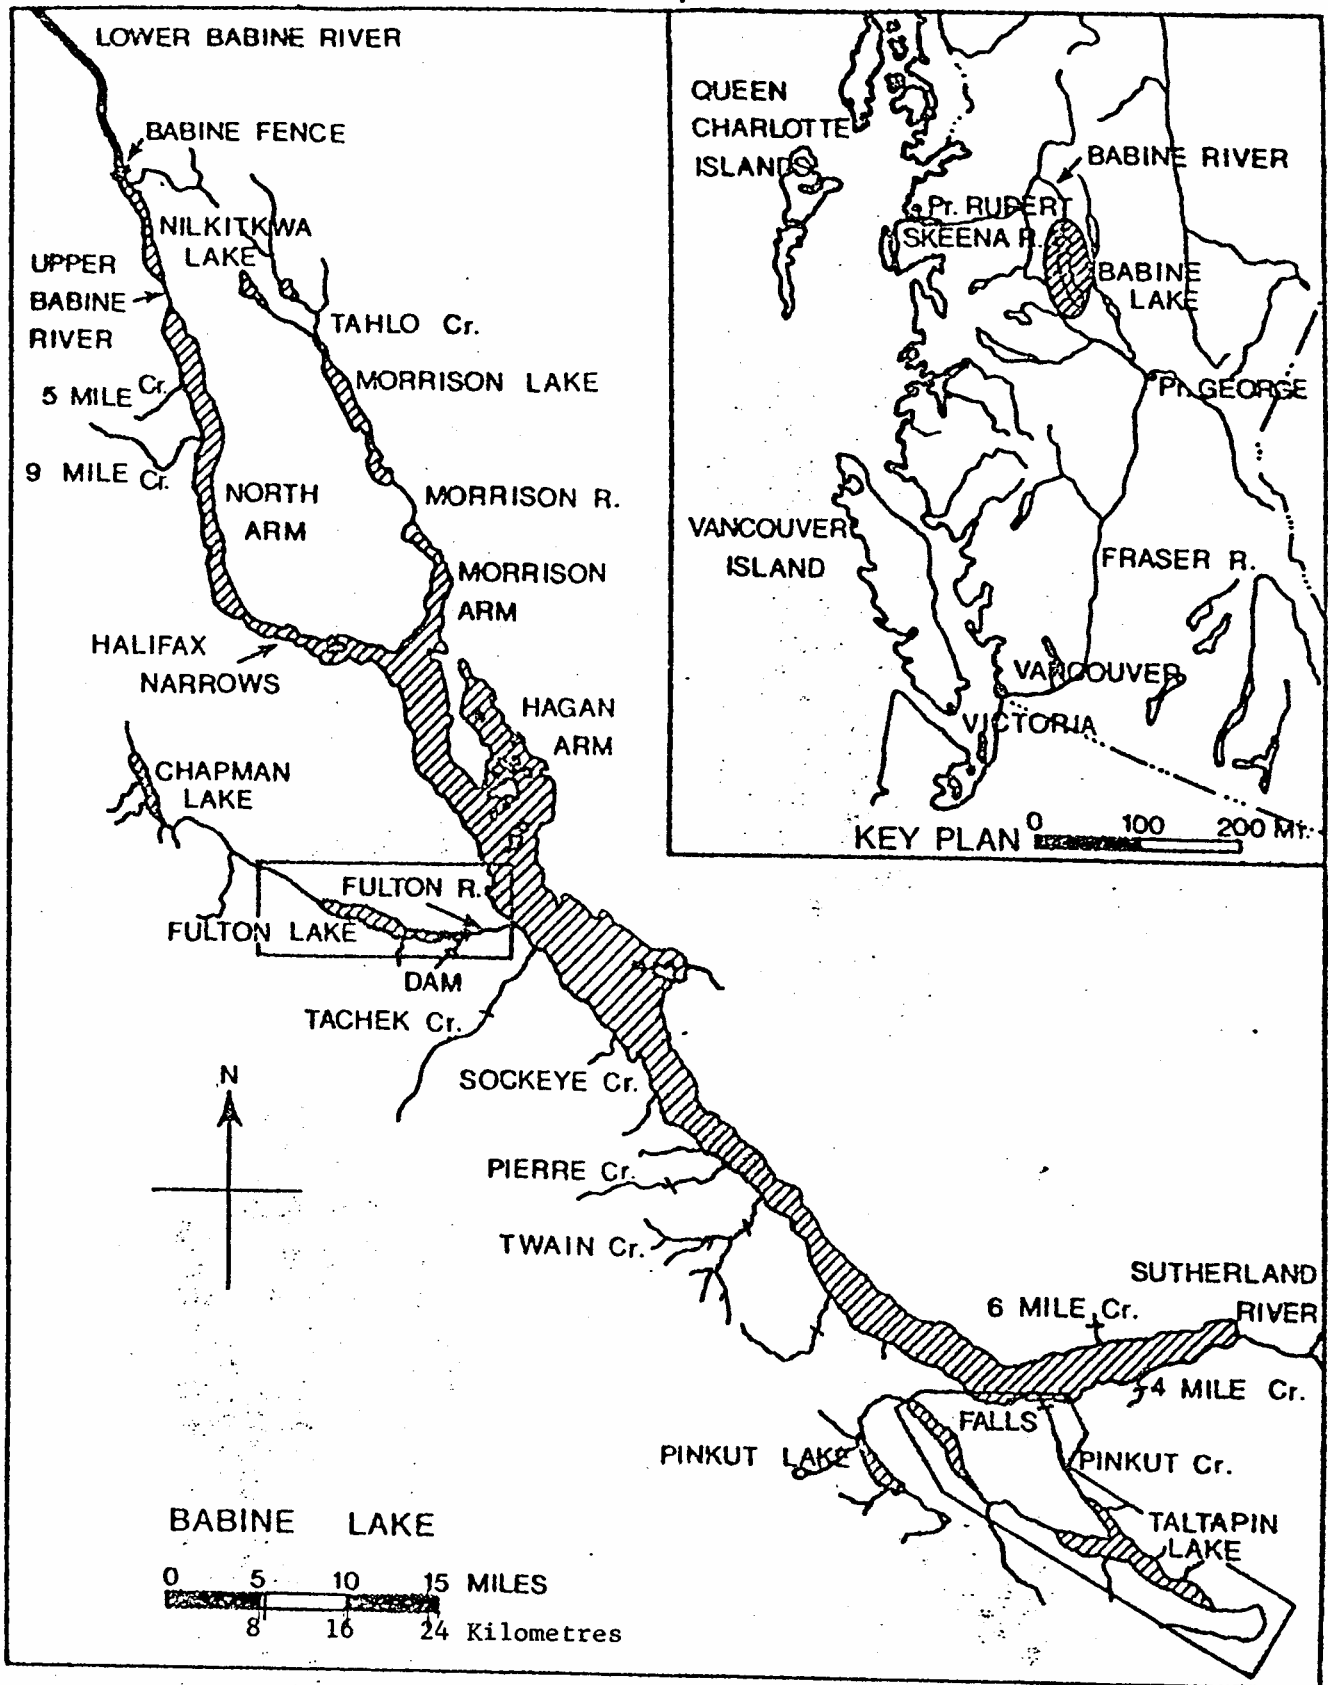 LOWER BABINE RIVER
BABINE FENCE
NILKITKWA
LAKE
UPPER
BABINE
RIVER
TAHLO Cr.
MORRISON LAKE
5 MILE Cr.
9 MILE Cr.
NORTH
ARM
MORRISON R.
MORRISON
ARM
HALIFAX
NARROWS
HAGAN
ARM
CHAPMAN
LAKE
FULTON R.
FULTON LAKE
DAM
TACHEK Cr.
SOCKEYE Cr.
N
PIERRE Cr.
TWAIN Cr.
SUTHERLAND
RIVER
6 MILE Cr.
4 MILE Cr.
FALLS
PINKUT LAKE
PINKUT Cr.
TALTAPIN
LAKE
BABINE LAKE
0 5 10 15 MILES
8 16 24 Kilometres
QUEEN
CHARLOTTE
ISLANDS
BABINE RIVER
Pr. RUPERT
SKEENA R.
BABINE
LAKE
Pr. GEORGE
VANCOUVER
ISLAND
FRASER R.
VANCOUVER
VICTORIA
KEY PLAN
0 100 200 Mi.